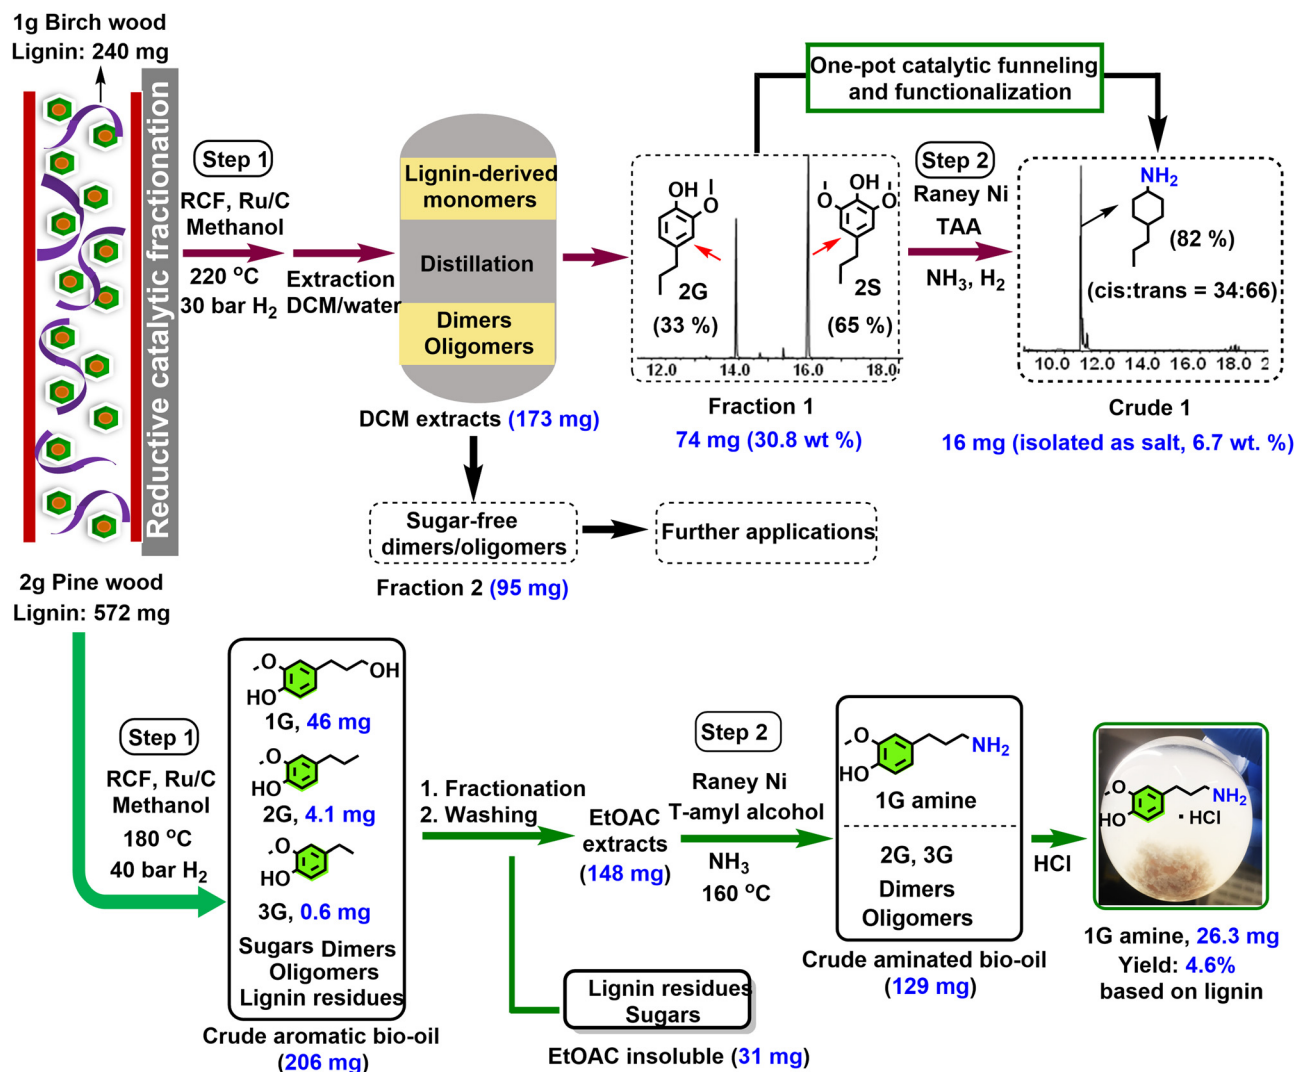 1g Birch wood
Lignin: 240 mg
Reductive catalytic fractionation
Step 1
RCF, Ru/C
Methanol
220 °C
30 bar H₂
Extraction
DCM/water
Lignin-derived
monomers
Distillation
Dimers
Oligomers
DCM extracts (173 mg)
Sugar-free
dimers/oligomers
Fraction 2 (95 mg)
Further applications
One-pot catalytic funneling
and functionalization
OH
O
2G
(33 %)
OH
O
O
2S
(65 %)
12.0 14.0 16.0 18.0
Fraction 1
74 mg (30.8 wt %)
Step 2
Raney Ni
TAA
NH₃, H₂
NH₂
(82 %)
(cis:trans = 34:66)
10.0 12.0 14.0 16.0 18.0 2
Crude 1
16 mg (isolated as salt, 6.7 wt. %)
2g Pine wood
Lignin: 572 mg
Step 1
RCF, Ru/C
Methanol
180 °C
40 bar H₂
O
OH
HO
1G, 46 mg
O
HO
2G, 4.1 mg
O
HO
3G, 0.6 mg
Sugars Dimers
Oligomers
Lignin residues
Crude aromatic bio-oil
(206 mg)
1. Fractionation
2. Washing
EtOAC
extracts
(148 mg)
Lignin residues
Sugars
EtOAC insoluble (31 mg)
Step 2
Raney Ni
T-amyl alcohol
NH₃
160 °C
O
NH₂
HO
1G amine
2G, 3G
Dimers
Oligomers
Crude aminated bio-oil
(129 mg)
HCl
O
NH₂
HO
· HCl
1G amine, 26.3 mg
Yield: 4.6%
based on lignin